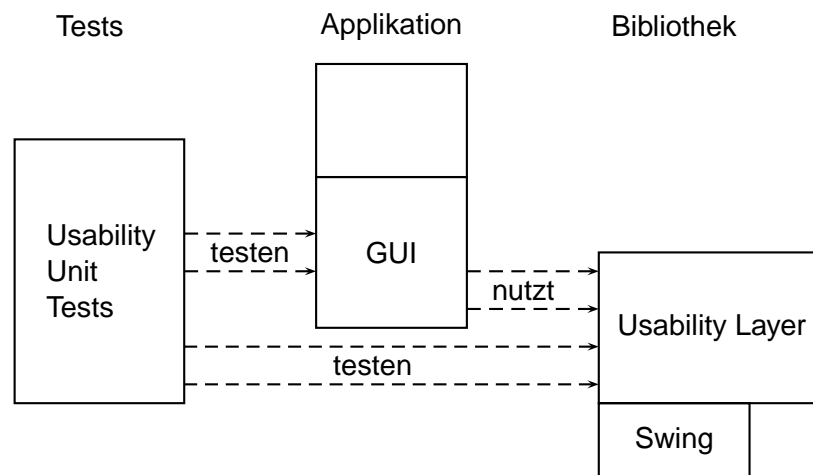 Tests
Applikation
Bibliothek
Usability
Unit
Tests
testen
GUI
nutzt
testen
Usability Layer
Swing